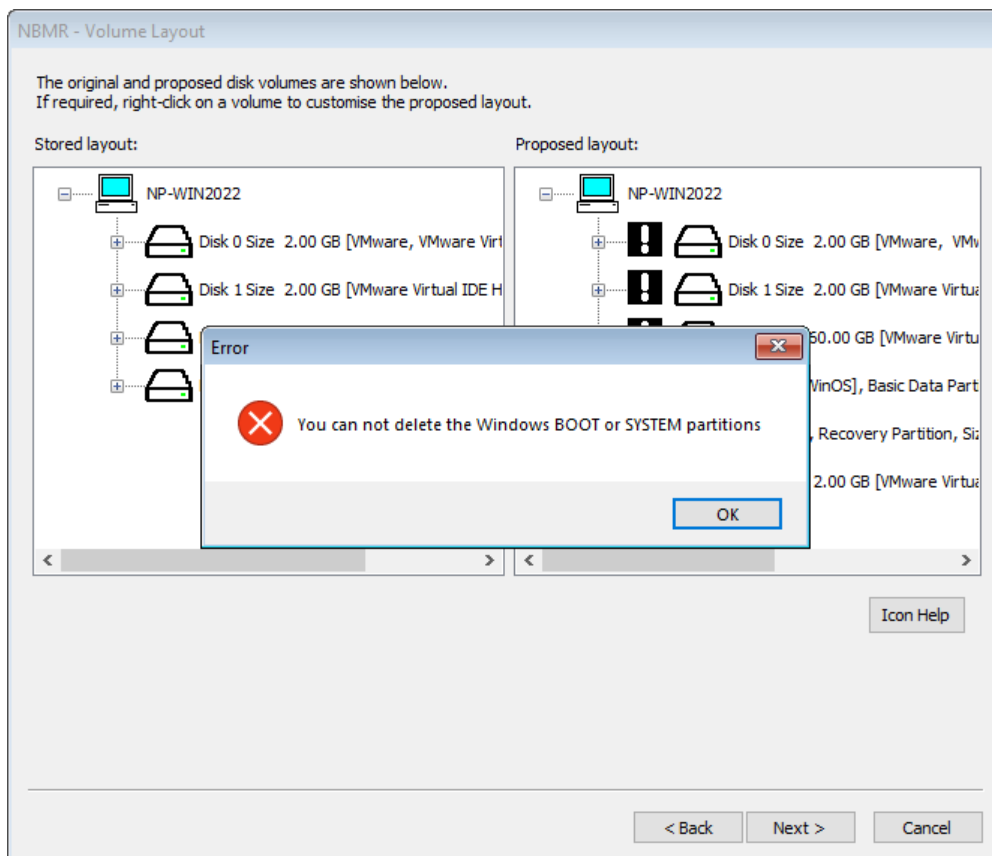 NBMR - Volume Layout
The original and proposed disk volumes are shown below.
If required, right-click on a volume to customise the proposed layout.
Stored layout:
Proposed layout:
NP-WIN2022
Disk 0 Size 2.00 GB [VMware, VMware Virt
Disk 1 Size 2.00 GB [VMware Virtual IDE H
NP-WIN2022
Disk 0 Size 2.00 GB [VMware, VMw
Disk 1 Size 2.00 GB [VMware Virtua
60.00 GB [VMware Virtu
WinOS], Basic Data Part
, Recovery Partition, Siz
2.00 GB [VMware Virtua
Error
You can not delete the Windows BOOT or SYSTEM partitions
OK
Icon Help
< Back
Next >
Cancel